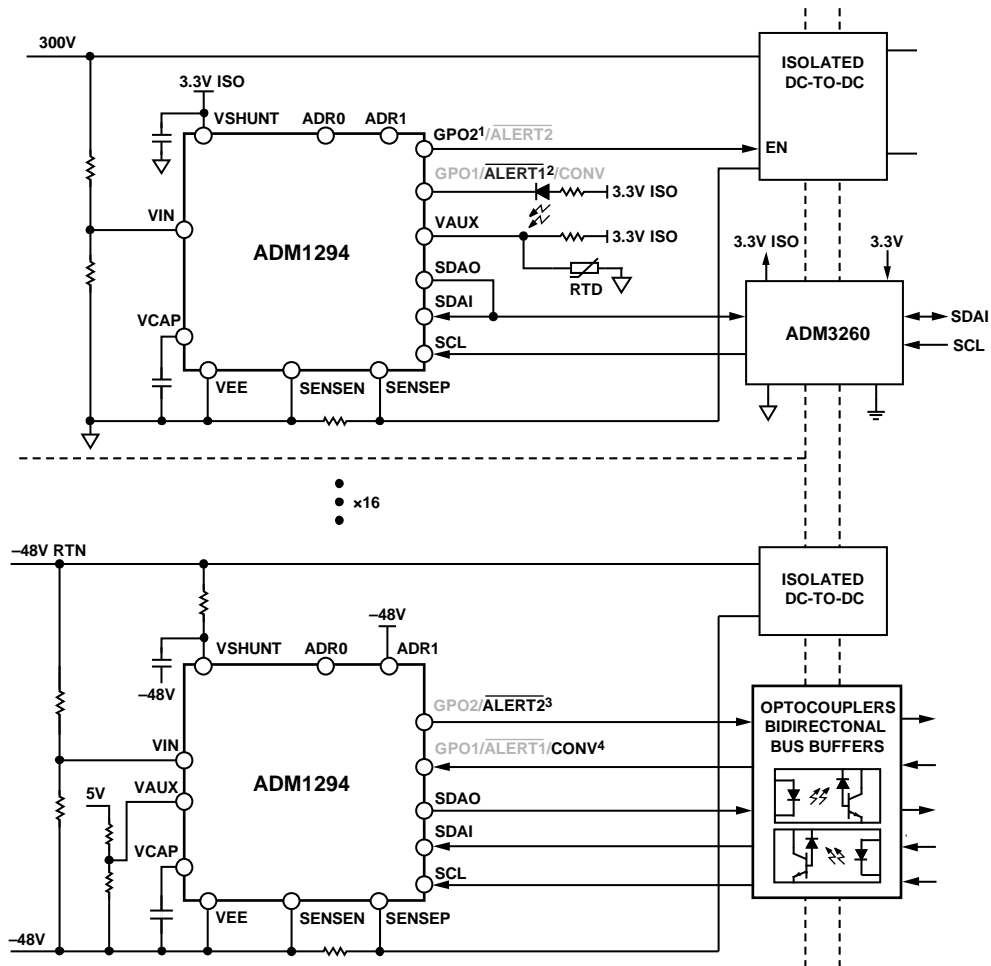 300V
ISOLATED
DC-TO-DC
3.3V ISO
VSHUNT
ADR0
ADR1
GPO2¹/ALERT2
EN
GPO1/ALERT1²/CONV
3.3V ISO
VIN
VAUX
3.3V ISO
3.3V ISO
3.3V
ADM1294
SDAO
RTD
SDAI
VCAP
ADM3260
SDAI
SCL
SCL
VEE
SENSEN
SENSEP
×16
–48V RTN
ISOLATED
DC-TO-DC
–48V
VSHUNT
ADR0
ADR1
–48V
GPO2/ALERT2³
OPTOCOUPLERS
BIDIRECTONAL
BUS BUFFERS
GPO1/ALERT1/CONV⁴
VIN
ADM1294
VAUX
5V
SDAO
SDAI
VCAP
SCL
VEE
SENSEN
SENSEP
–48V